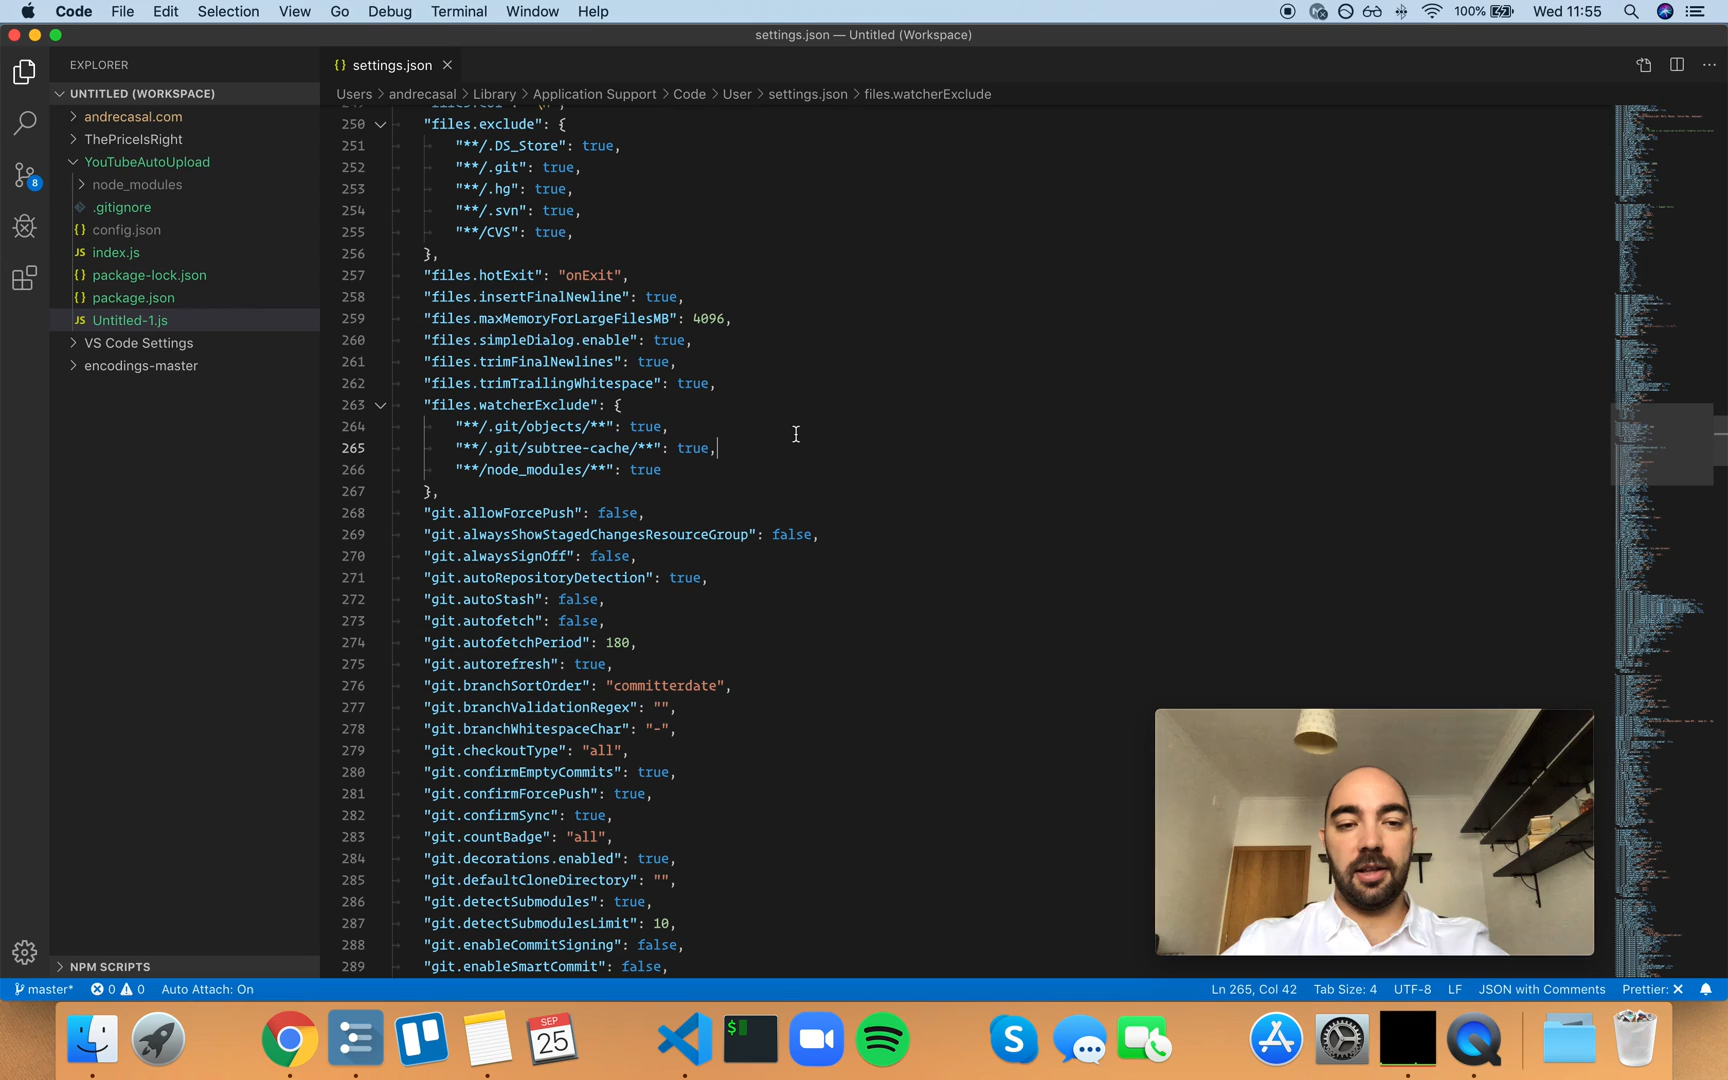 Code File Edit Selection View Go Debug Terminal Window Help 100% Wed 11:55
settings.json — Untitled (Workspace)
EXPLORER
UNTITLED (WORKSPACE)
andrecasal.com
ThePriceIsRight
YouTubeAutoUpload
node_modules
.gitignore
{} config.json
JS index.js
{} package-lock.json
{} package.json
JS Untitled-1.js
VS Code Settings
encodings-master
NPM SCRIPTS
8
{} settings.json
Users > andrecasal > Library > Application Support > Code > User > settings.json > files.watcherExclude
250 "files.exclude": {
251 "**/.DS_Store": true,
252 "**/.git": true,
253 "**/.hg": true,
254 "**/.svn": true,
255 "**/CVS": true,
256 },
257 "files.hotExit": "onExit",
258 "files.insertFinalNewline": true,
259 "files.maxMemoryForLargeFilesMB": 4096,
260 "files.simpleDialog.enable": true,
261 "files.trimFinalNewlines": true,
262 "files.trimTrailingWhitespace": true,
263 "files.watcherExclude": {
264 "**/.git/objects/**": true,
265 "**/.git/subtree-cache/**": true,
266 "**/node_modules/**": true
267 },
268 "git.allowForcePush": false,
269 "git.alwaysShowStagedChangesResourceGroup": false,
270 "git.alwaysSignOff": false,
271 "git.autoRepositoryDetection": true,
272 "git.autoStash": false,
273 "git.autofetch": false,
274 "git.autofetchPeriod": 180,
275 "git.autorefresh": true,
276 "git.branchSortOrder": "committerdate",
277 "git.branchValidationRegex": "",
278 "git.branchWhitespaceChar": "-",
279 "git.checkoutType": "all",
280 "git.confirmEmptyCommits": true,
281 "git.confirmForcePush": true,
282 "git.confirmSync": true,
283 "git.countBadge": "all",
284 "git.decorations.enabled": true,
285 "git.defaultCloneDirectory": "",
286 "git.detectSubmodules": true,
287 "git.detectSubmodulesLimit": 10,
288 "git.enableCommitSigning": false,
289 "git.enableSmartCommit": false,
master* 0 0 Auto Attach: On Ln 265, Col 42 Tab Size: 4 UTF-8 LF JSON with Comments Prettier: ✕
SEP
25
$
S